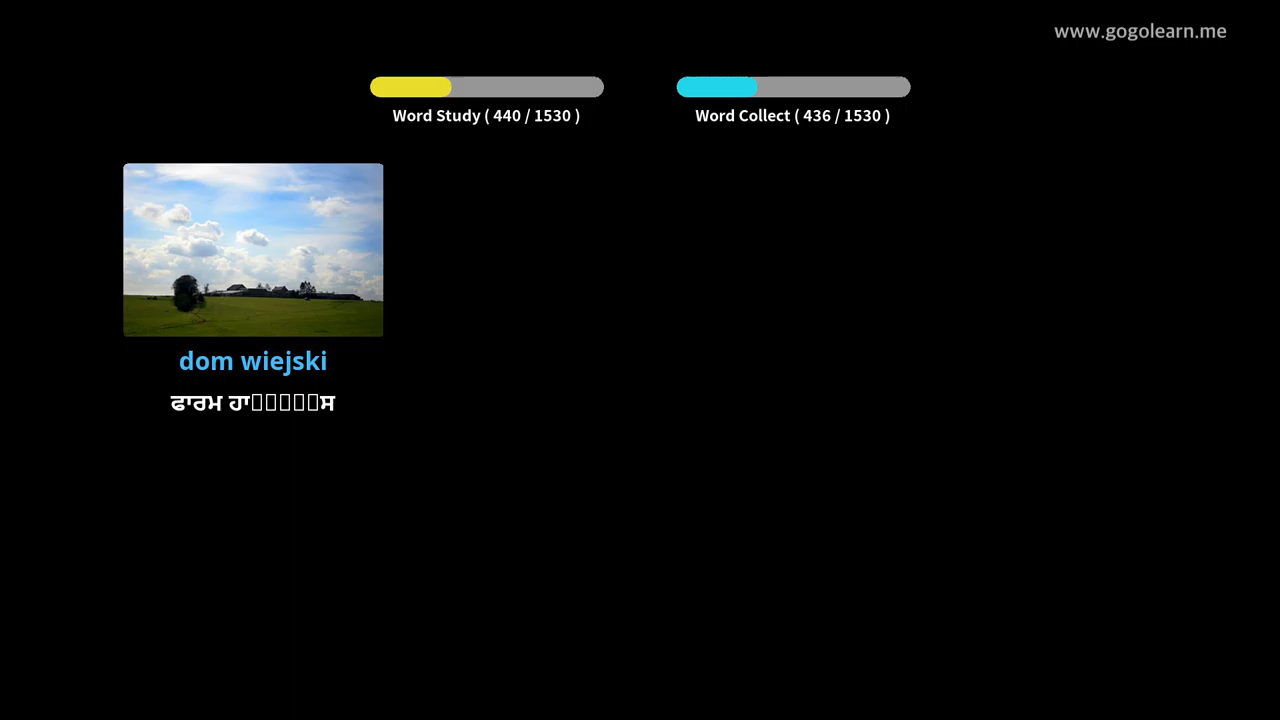 www.gogolearn.me
Word Study ( 440 / 1530 )
Word Collect ( 436 / 1530 )
dom wiejski
ਫਾਰਮ